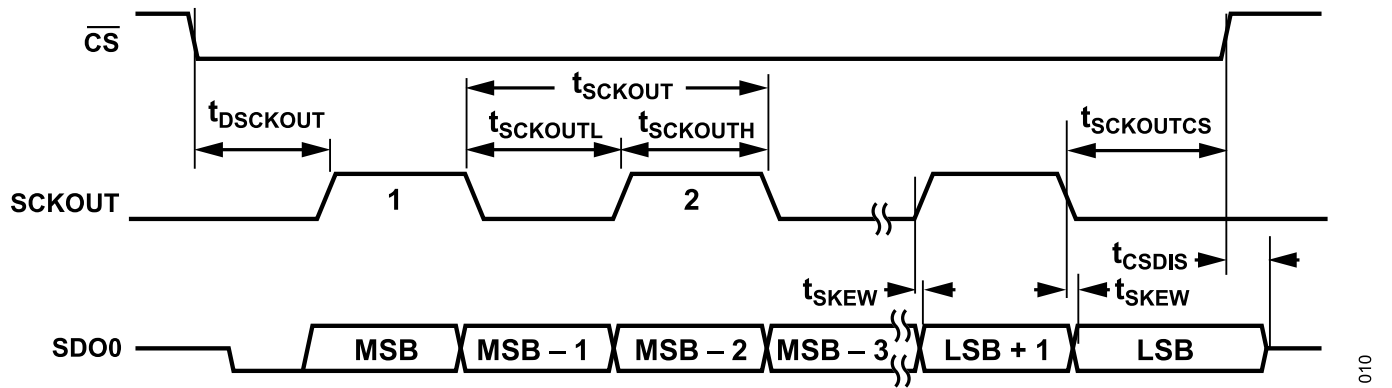 CS
tSCKOUT
tDSCKOUT
tSCKOUTL
tSCKOUTH
tSCKOUTCS
SCKOUT
1
2
tCSDIS
tSKEW
tSKEW
SDO0
MSB
MSB – 1
MSB – 2
MSB – 3
LSB + 1
LSB
010